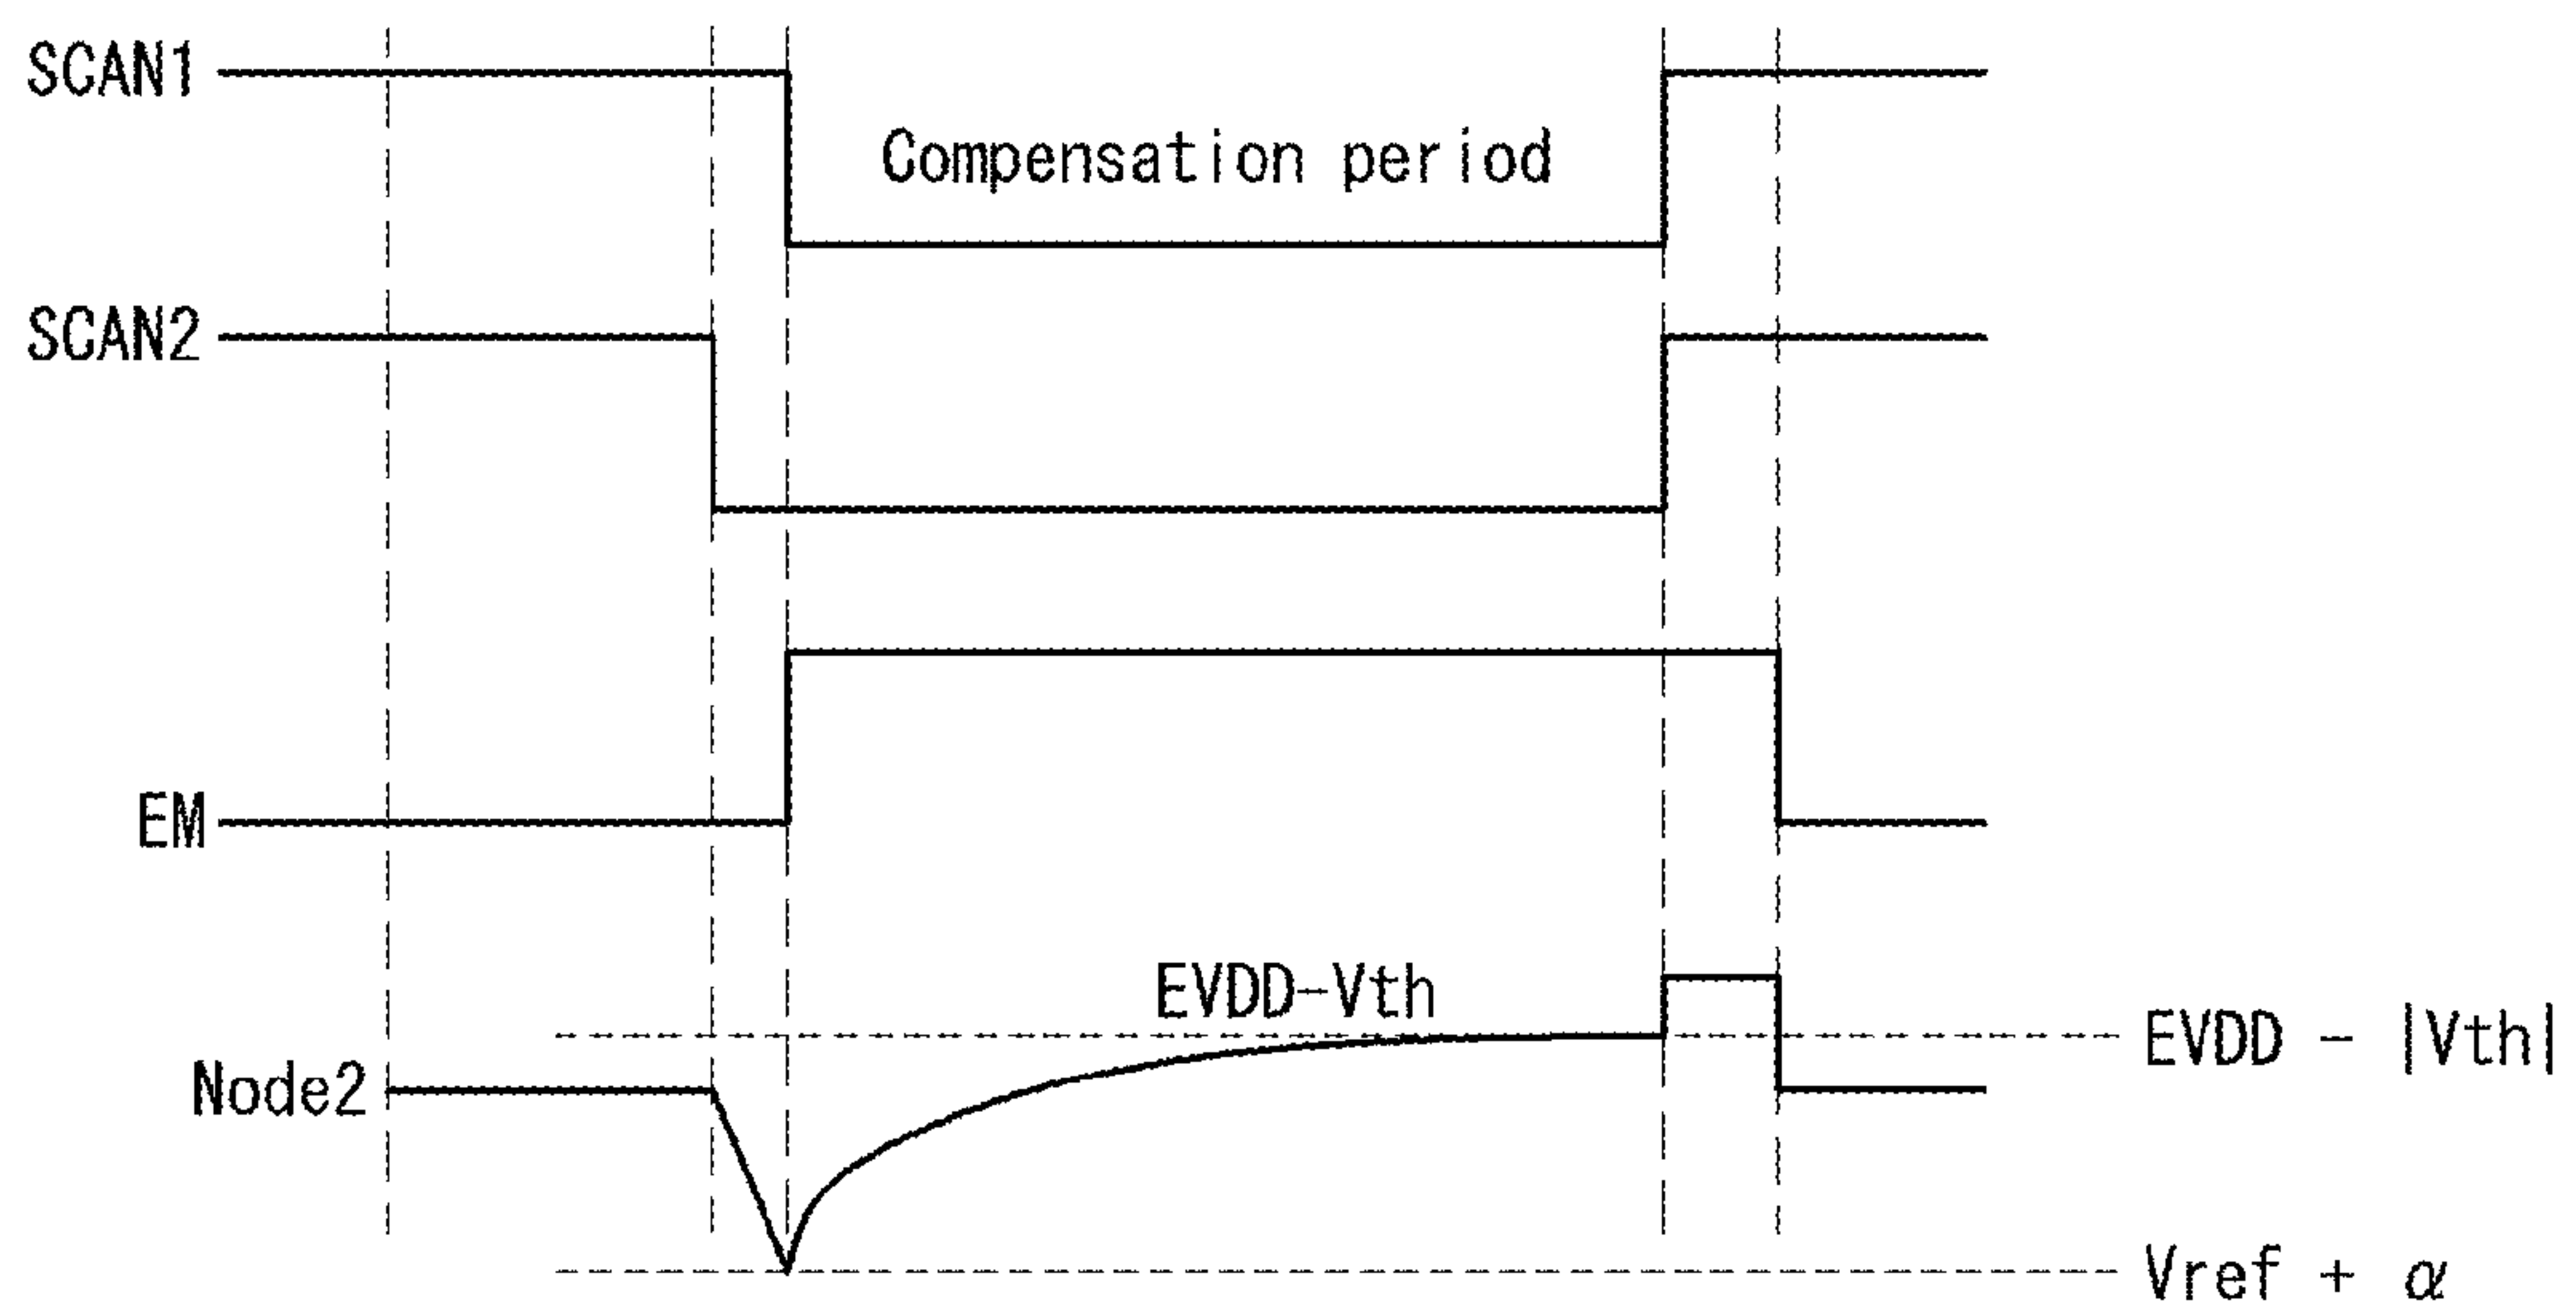 SCAN1
Compensation period
SCAN2
EM
EVDD-Vth
EVDD - |Vth|
Node2
Vref + α